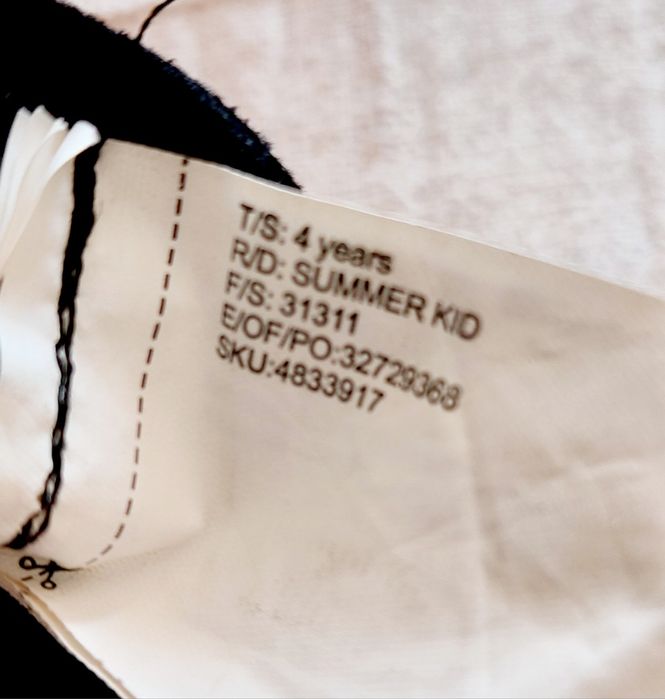 T/S: 4 years
R/D: SUMMER KID
F/S: 31311
E/OF/PO:32729368
SKU:4833917